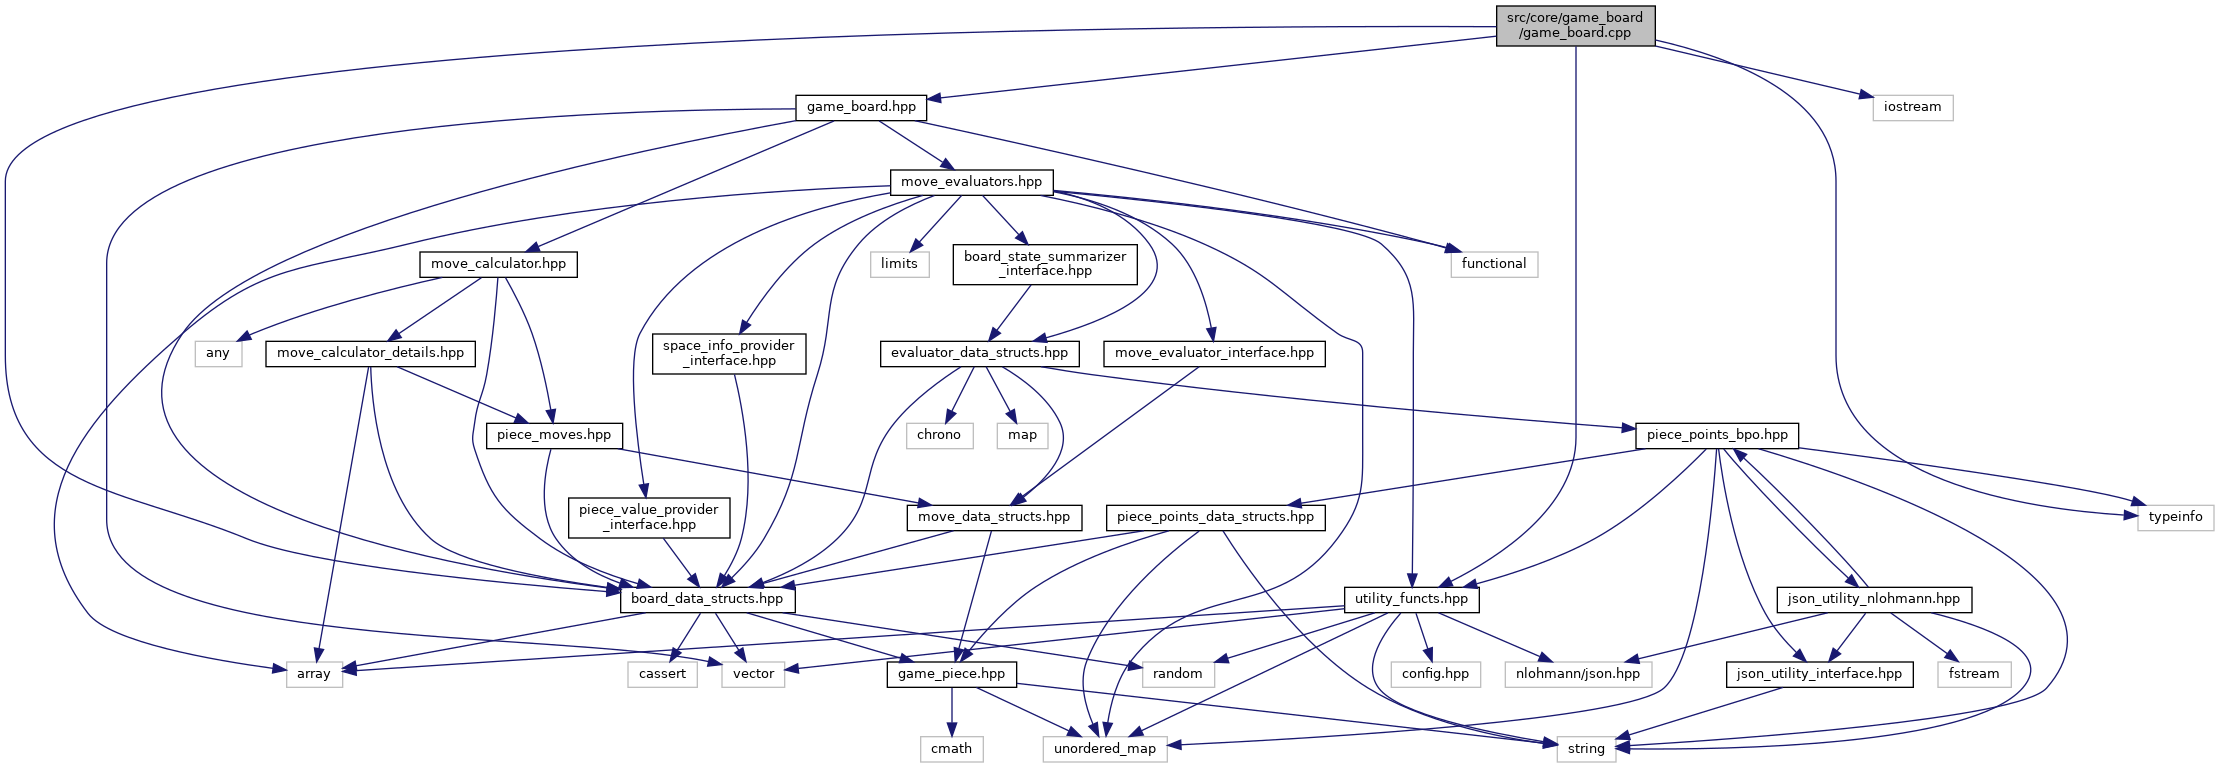 src/core/game_board
/game_board.cpp
game_board.hpp
iostream
move_evaluators.hpp
move_calculator.hpp
limits
board_state_summarizer
_interface.hpp
functional
any
move_calculator_details.hpp
space_info_provider
_interface.hpp
evaluator_data_structs.hpp
move_evaluator_interface.hpp
piece_moves.hpp
chrono
map
piece_points_bpo.hpp
piece_value_provider
_interface.hpp
move_data_structs.hpp
piece_points_data_structs.hpp
typeinfo
board_data_structs.hpp
utility_functs.hpp
json_utility_nlohmann.hpp
array
cassert
vector
game_piece.hpp
random
config.hpp
nlohmann/json.hpp
json_utility_interface.hpp
fstream
cmath
unordered_map
string